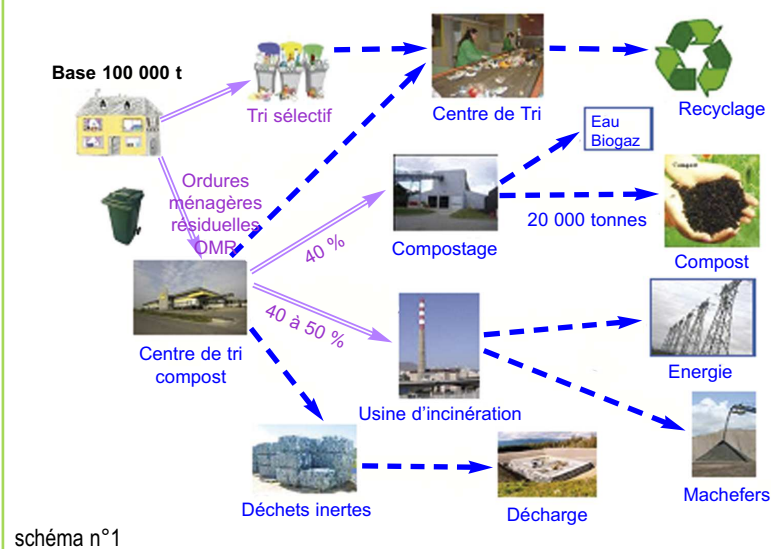 Base 100 000 t
Tri sélectif
Centre de Tri
Recyclage
Eau
Biogaz
Ordures
ménagères
résiduelles
OMR
40 %
Compostage
20 000 tonnes
Compost
Compost
Centre de tri
compost
40 à 50 %
Usine d'incinération
Energie
Machefers
Déchets inertes
Décharge
schéma n°1